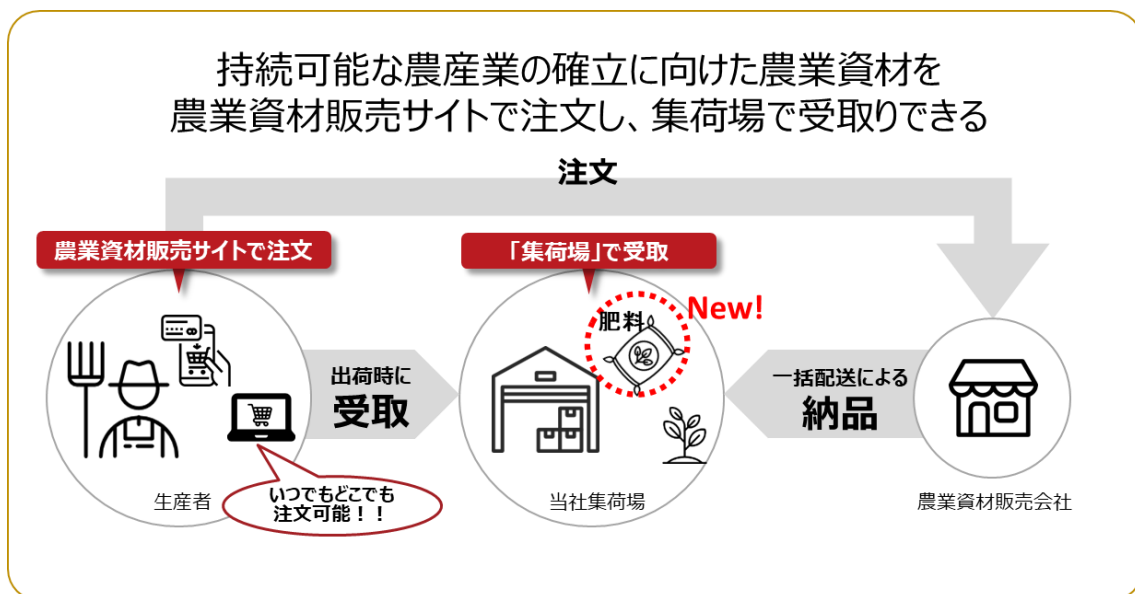 持続可能な農産業の確立に向けた農業資材を
農業資材販売サイトで注文し、集荷場で受取りできる
注文
農業資材販売サイトで注文
「集荷場」で受取
肥料
New!
出荷時に
受取
一括配送による
納品
生産者
いつでもどこでも
注文可能！！
当社集荷場
農業資材販売会社